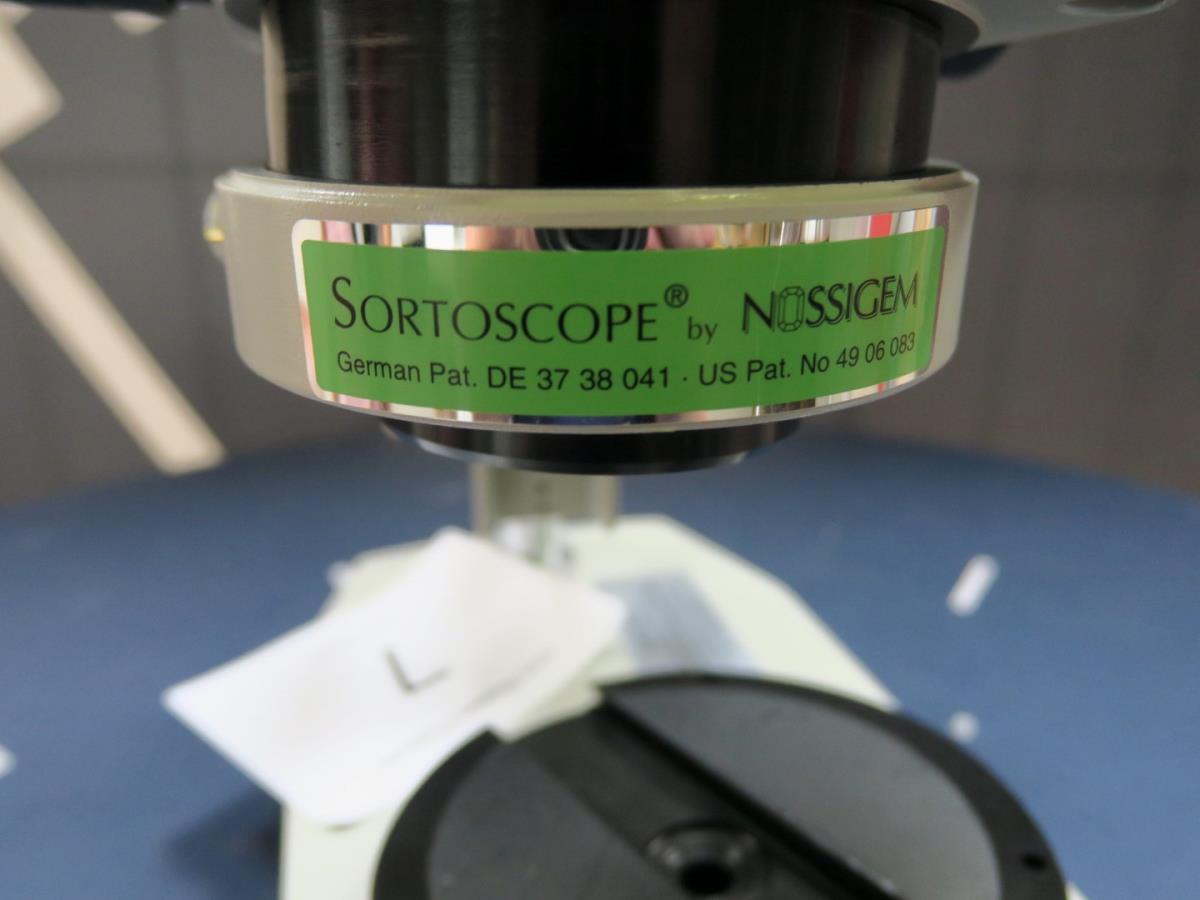 SORTOSCOPE® by NOSSIGEM
German Pat. DE 37 38 041 · US Pat. No 49 06 083
L